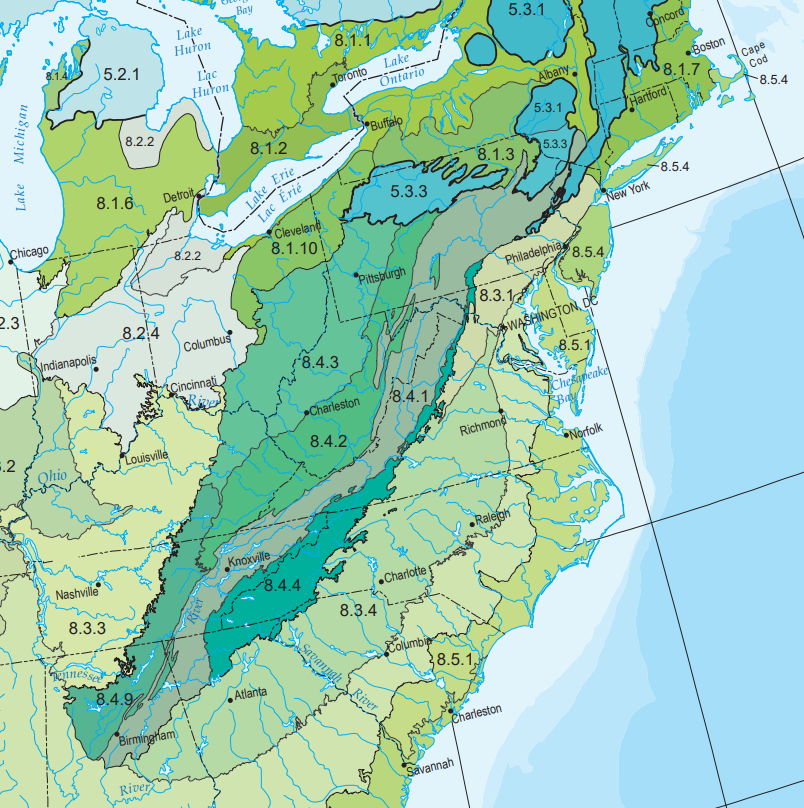 Bay
5.3.1
Concord
Lake
Huron
8.1.1
Boston
Cape
Cod
8.1.4
5.2.1
Lac
Huron
Toronto
Lake
Ontario
Albany
8.1.7
8.5.4
Lake Michigan
5.3.1
Hartford
8.2.2
8.1.2
Buffalo
8.1.3
5.3.3
8.5.4
8.1.6
Detroit
Lake Erie
Lac Érié
5.3.3
New York
Chicago
8.2.2
Cleveland
8.1.10
Philadelphia
8.5.4
Pittsburgh
8.3.1
2.3
8.2.4
Columbus
WASHINGTON, DC
8.5.1
Indianapolis
8.4.3
Cincinnati
River
8.4.1
Chesapeake
Bay
Charleston
Richmond
Norfolk
8.4.2
Louisville
.2
Ohio
Raleigh
Knoxville
Nashville
8.4.4
Charlotte
River
8.3.4
8.3.3
Columbia
Tennessee
Savannah
River
8.5.1
8.4.9
Atlanta
Charleston
Birmingham
River
Savannah